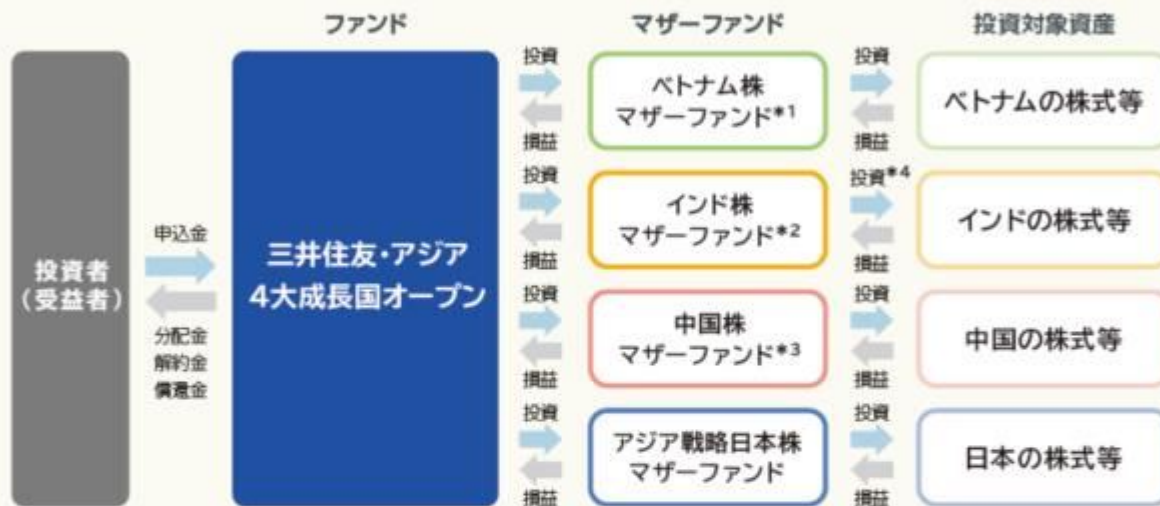 ファンド
マザーファンド
投資対象資産
投資者
(受益者)
申込金
分配金
解約金
償還金
三井住友・アジア
4大成長国オープン
投資
損益
ベトナム株
マザーファンド*1
投資
損益
ベトナムの株式等
投資
損益
インド株
マザーファンド*2
投資*4
損益
インドの株式等
投資
損益
中国株
マザーファンド*3
投資
損益
中国の株式等
投資
損益
アジア戦略日本株
マザーファンド
投資
損益
日本の株式等